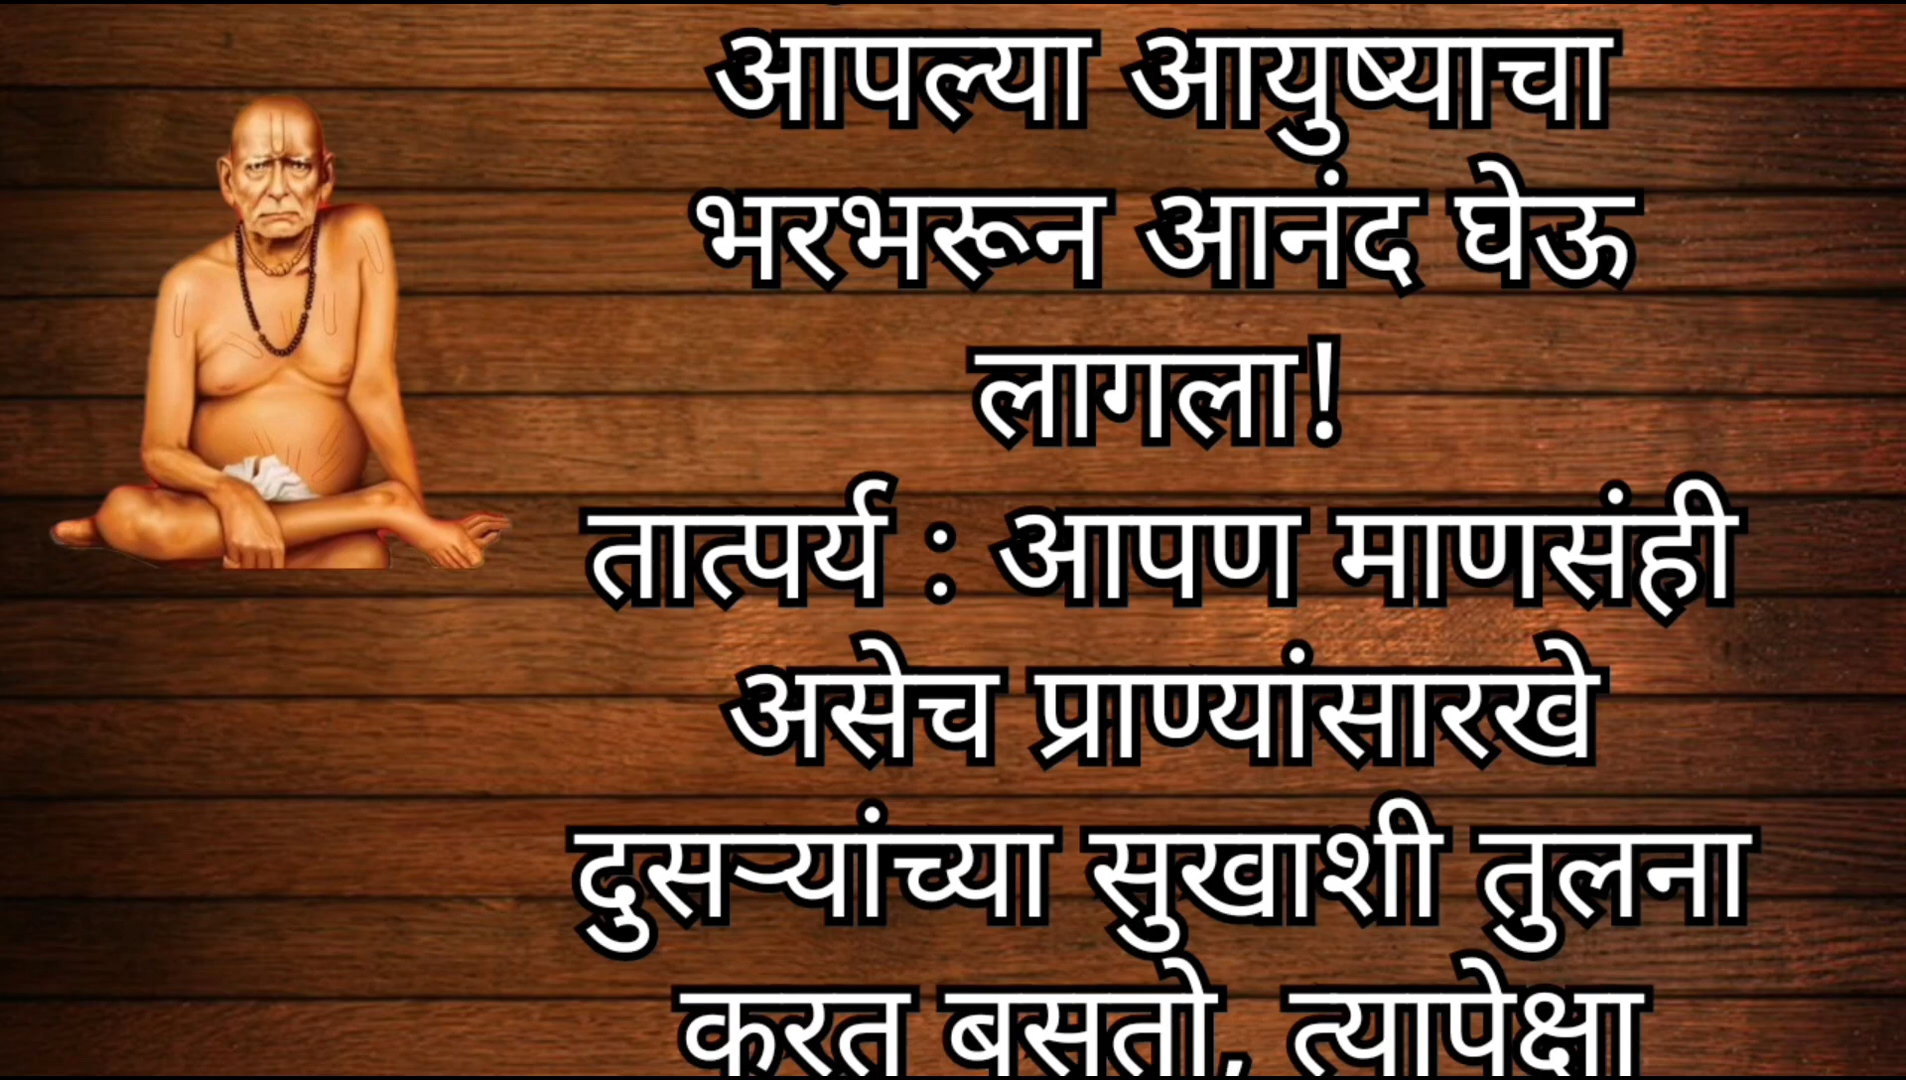 आपल्या आयुष्याचा
भरभरून आनंद घेऊ
लागला!
तात्पर्य : आपण माणसंही
असेच प्राण्यांसारखे
दुसऱ्यांच्या सुखाशी तुलना
करत बसतो, त्यापेक्षा